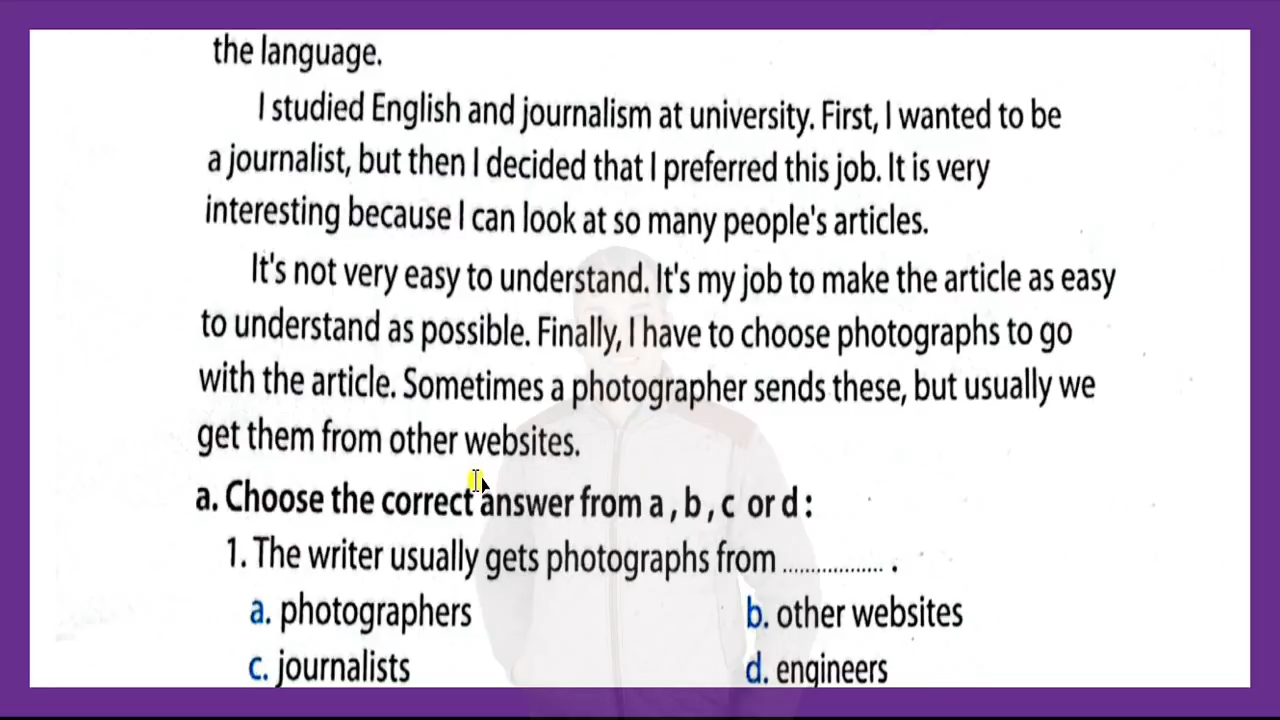 the language.
I studied English and journalism at university. First, I wanted to be
a journalist, but then I decided that I preferred this job. It is very
interesting because I can look at so many people's articles.
It's not very easy to understand. It's my job to make the article as easy
to understand as possible. Finally, I have to choose photographs to go
with the article. Sometimes a photographer sends these, but usually we
get them from other websites.
a. Choose the correct answer from a , b , c or d :
1. The writer usually gets photographs from .................. .
a. photographers b. other websites
c. journalists d. engineers